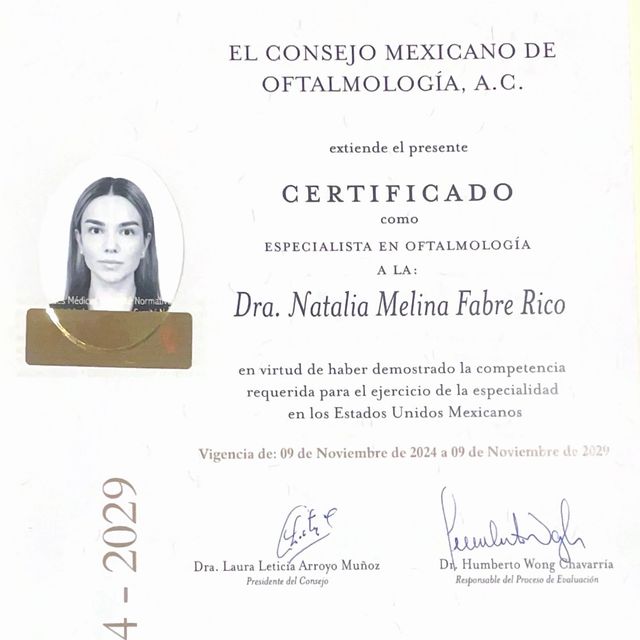 EL CONSEJO MEXICANO DE
OFTALMOLOGÍA, A.C.
extiende el presente
CERTIFICADO
como
ESPECIALISTA EN OFTALMOLOGÍA
A LA:
Dra. Natalia Melina Fabre Rico
en virtud de haber demostrado la competencia
requerida para el ejercicio de la especialidad
en los Estados Unidos Mexicanos
Vigencia de: 09 de Noviembre de 2024 a 09 de Noviembre de 2029
Dra. Laura Leticia Arroyo Muñoz
Presidente del Consejo
Dr. Humberto Wong Chavarría
Responsable del Proceso de Evaluación
4 - 2029